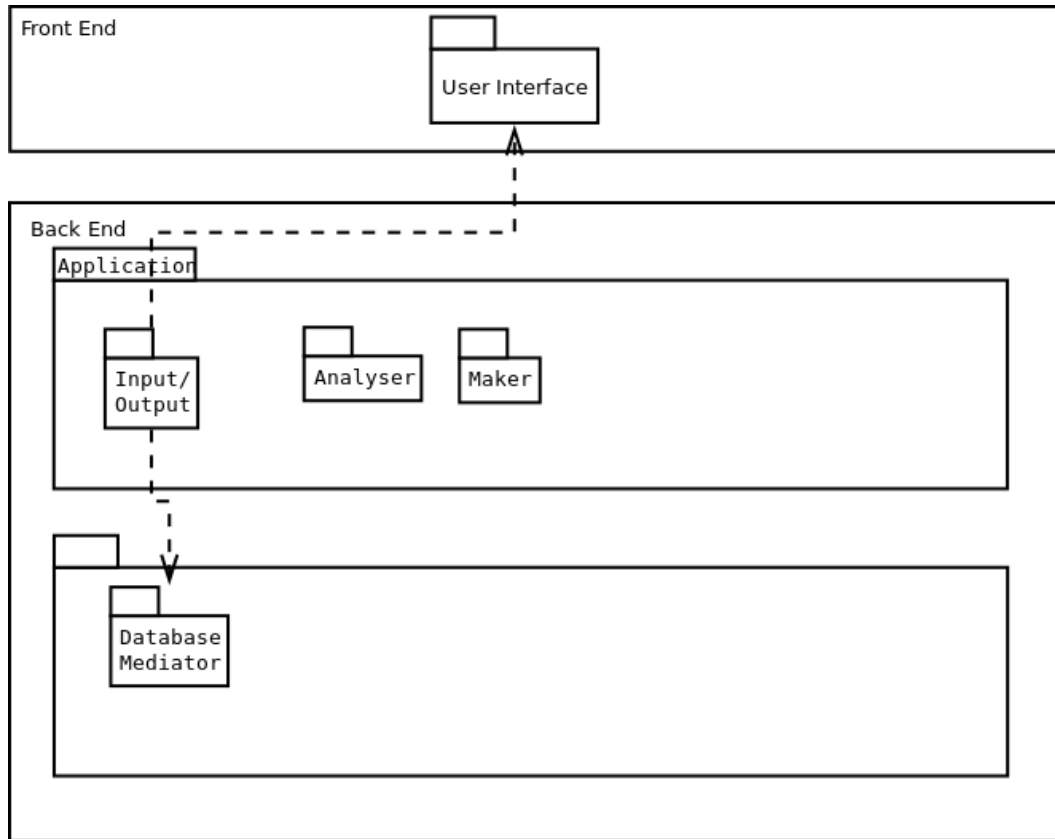 Front End
User Interface
Back End
Application
Input/
Output
Analyser
Maker
Database
Mediator